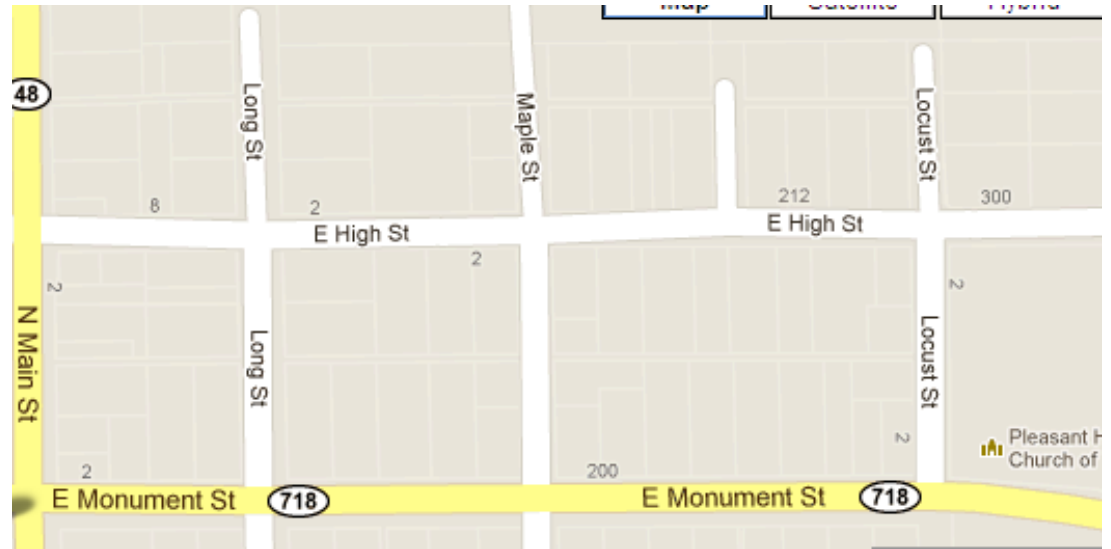 Map
48
Long St
Maple St
Locust St
8
2
212
300
E High St
E High St
2
2
2
N Main St
Long St
Locust St
2
Pleasant H
Church of
2
200
E Monument St
718
E Monument St
718